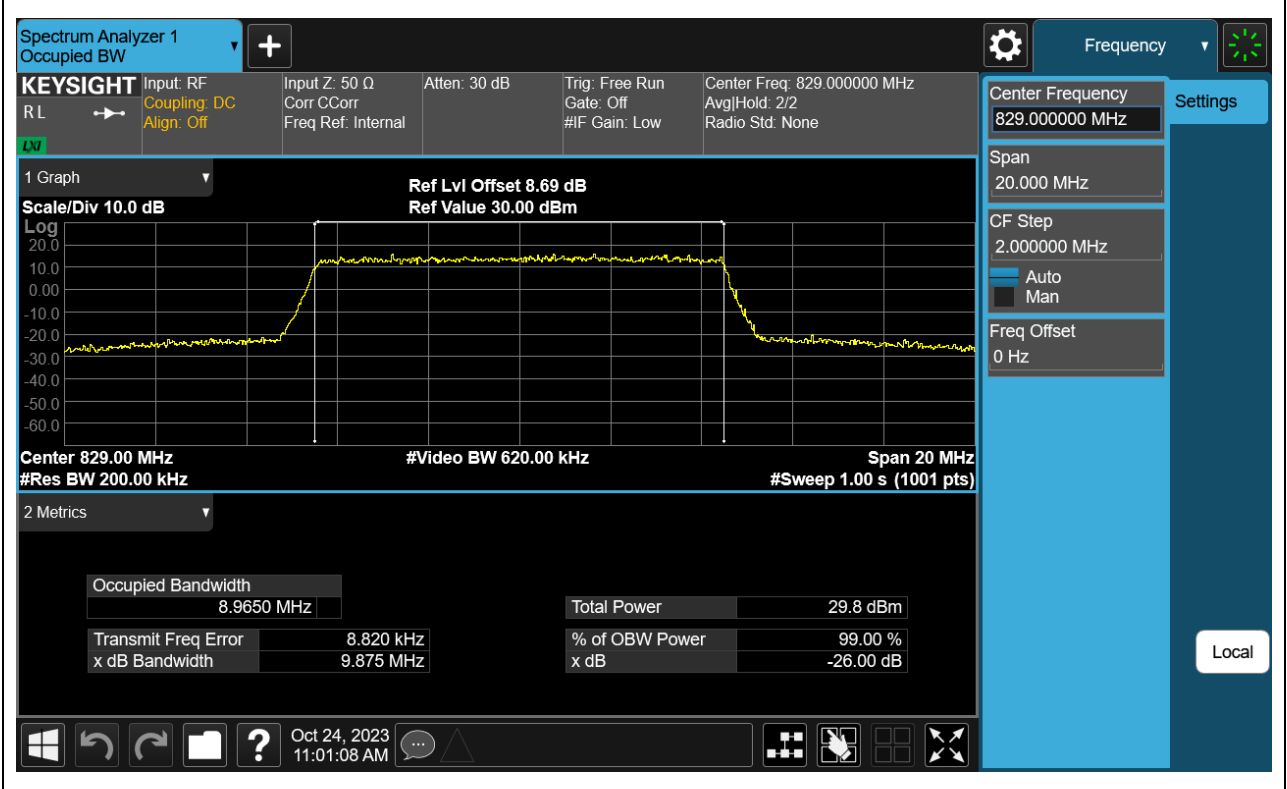 Spectrum Analyzer 1
Occupied BW
+
Frequency
KEYSIGHT
R L
LXI
Input: RF
Coupling: DC
Align: Off
Input Z: 50 Ω
Corr CCorr
Freq Ref: Internal
Atten: 30 dB
Trig: Free Run
Gate: Off
#IF Gain: Low
Center Freq: 829.000000 MHz
Avg|Hold: 2/2
Radio Std: None
Center Frequency
829.000000 MHz
Settings
Span
20.000 MHz
CF Step
2.000000 MHz
Auto
Man
Freq Offset
0 Hz
Local
1 Graph
Ref Lvl Offset 8.69 dB
Scale/Div 10.0 dB
Ref Value 30.00 dBm
Log
20.0
10.0
0.00
-10.0
-20.0
-30.0
-40.0
-50.0
-60.0
Center 829.00 MHz
#Video BW 620.00 kHz
Span 20 MHz
#Res BW 200.00 kHz
#Sweep 1.00 s (1001 pts)
2 Metrics
Occupied Bandwidth
8.9650 MHz
Total Power 29.8 dBm
Transmit Freq Error 8.820 kHz
% of OBW Power 99.00 %
x dB Bandwidth 9.875 MHz
x dB -26.00 dB
?
Oct 24, 2023
11:01:08 AM